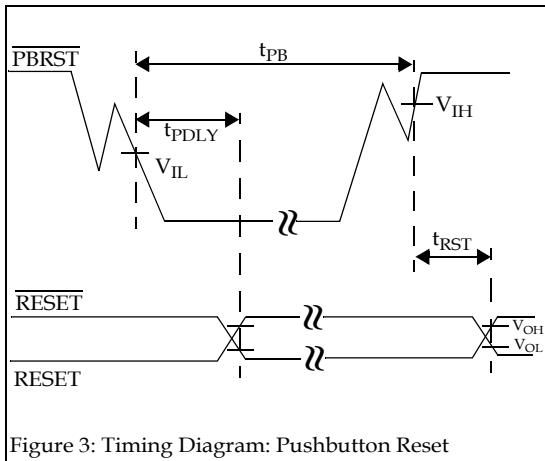 PBRST
tPB
VIH
tPDLY
VIL
tRST
RESET
VOH
VOL
RESET
Figure 3: Timing Diagram: Pushbutton Reset